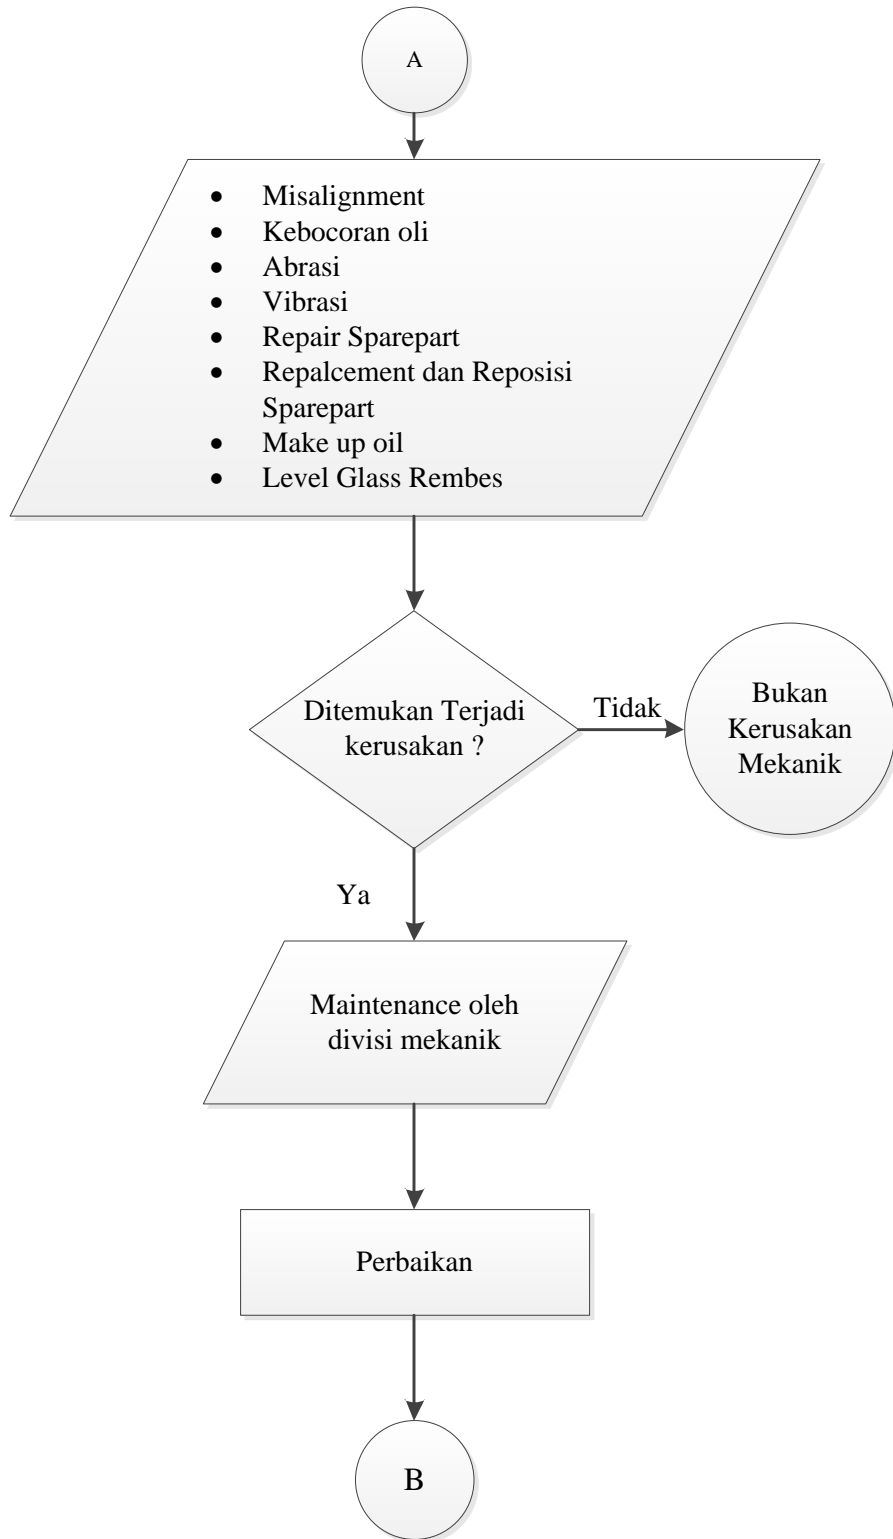 A
• Misalignment
• Kebocoran oli
• Abrasi
• Vibrasi
• Repair Sparepart
• Repalcement dan Reposisi
Sparepart
• Make up oil
• Level Glass Rembes
Ditemukan Terjadi
kerusakan ?
Tidak
Bukan
Kerusakan
Mekanik
Ya
Maintenance oleh
divisi mekanik
Perbaikan
B